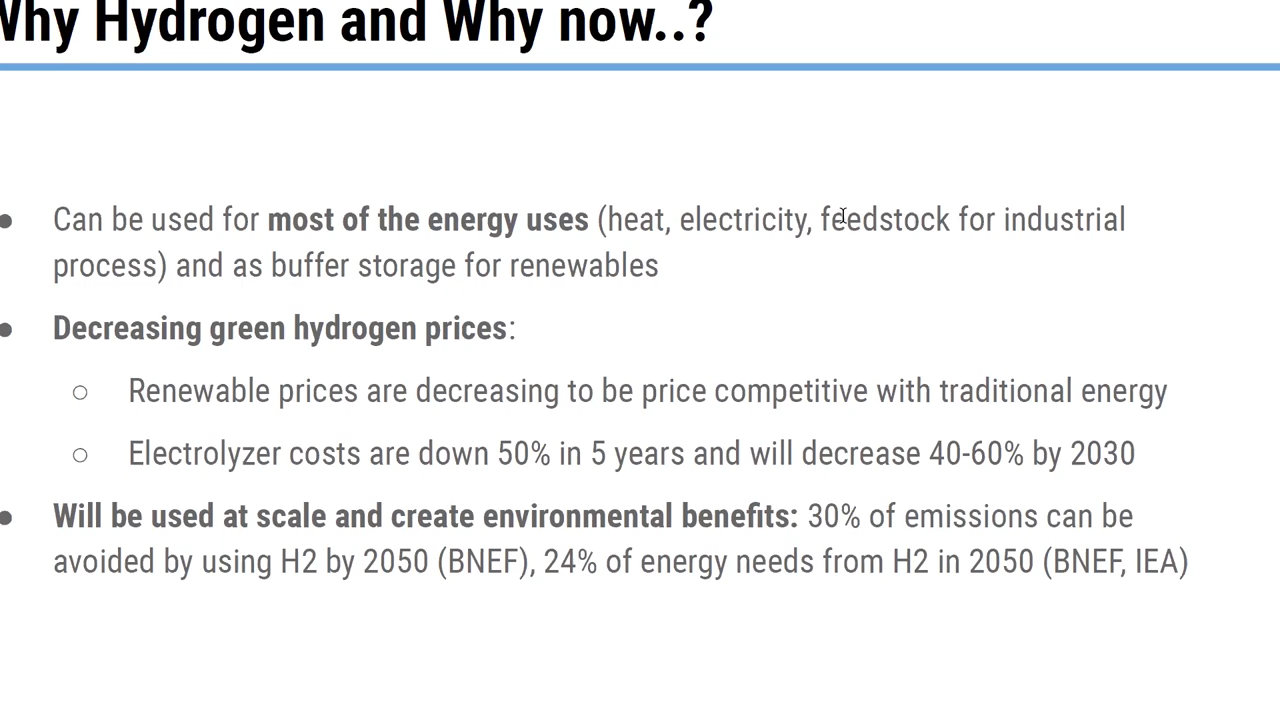 Why Hydrogen and Why now..?
● Can be used for most of the energy uses (heat, electricity, feedstock for industrial
process) and as buffer storage for renewables
● Decreasing green hydrogen prices:
○ Renewable prices are decreasing to be price competitive with traditional energy
○ Electrolyzer costs are down 50% in 5 years and will decrease 40-60% by 2030
● Will be used at scale and create environmental benefits: 30% of emissions can be
avoided by using H2 by 2050 (BNEF), 24% of energy needs from H2 in 2050 (BNEF, IEA)